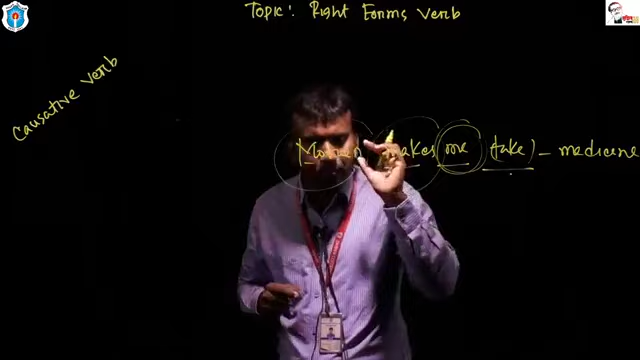 Topic: Right Forms Verb
Causative Verb
Mother makes me (take) - medicine